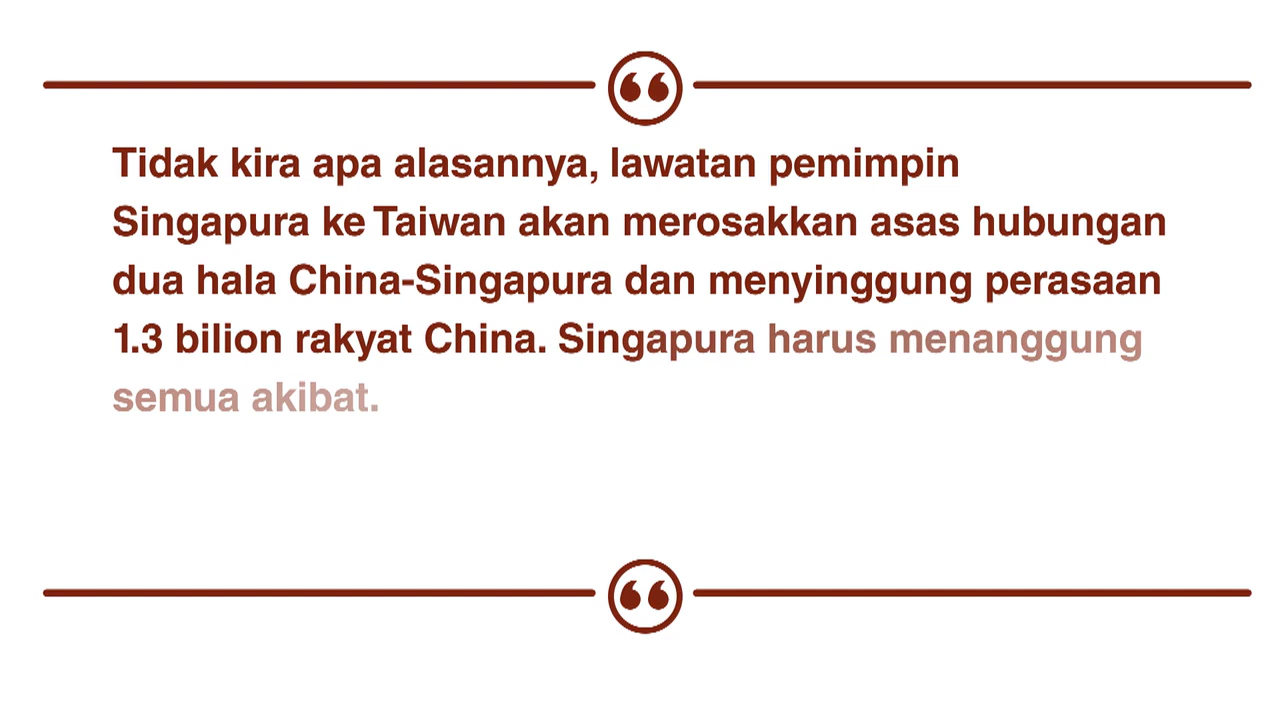 Tidak kira apa alasannya, lawatan pemimpin
Singapura ke Taiwan akan merosakkan asas hubungan
dua hala China-Singapura dan menyinggung perasaan
1.3 bilion rakyat China. Singapura harus menanggung
semua akibat.